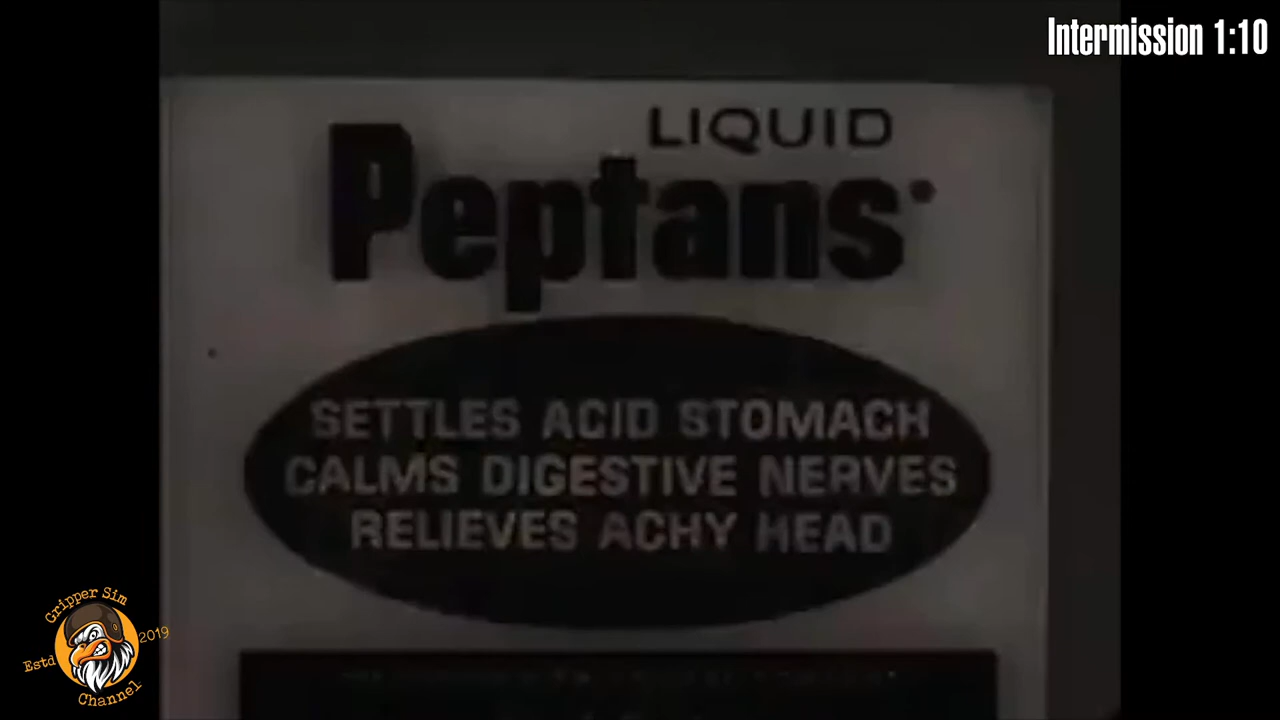 Intermission 1:10
LIQUID
Peptans
SETTLES ACID STOMACH
CALMS DIGESTIVE NERVES
RELIEVES ACHY HEAD
Gripper Sim
Estd 2019
Channel